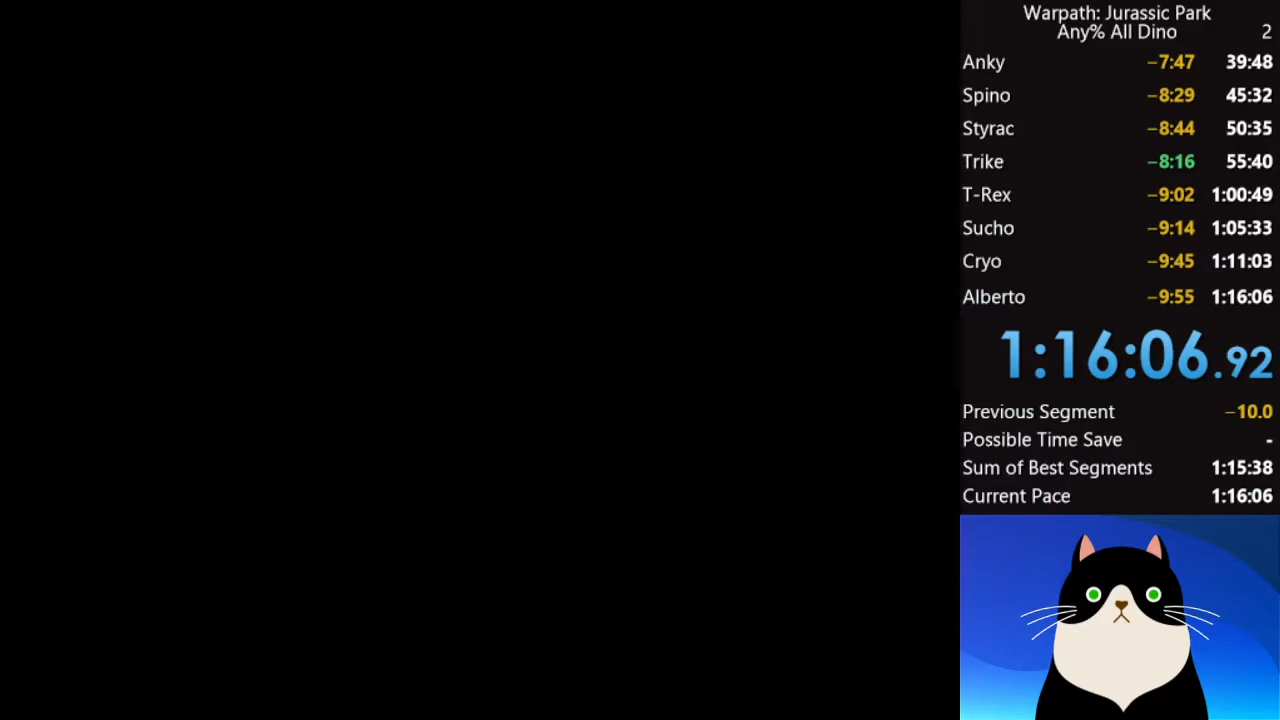 Warpath: Jurassic Park
Any% All Dino 2
Anky −7:47 39:48
Spino −8:29 45:32
Styrac −8:44 50:35
Trike −8:16 55:40
T-Rex −9:02 1:00:49
Sucho −9:14 1:05:33
Cryo −9:45 1:11:03
Alberto −9:55 1:16:06
1:16:06.92
Previous Segment −10.0
Possible Time Save -
Sum of Best Segments 1:15:38
Current Pace 1:16:06